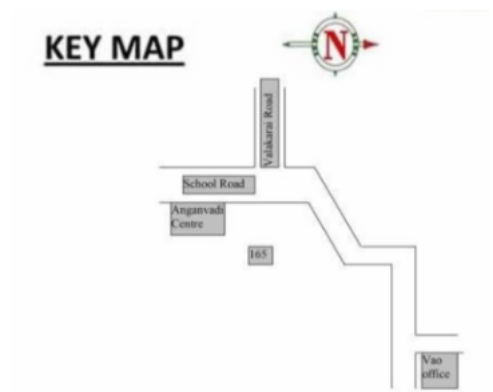 KEY MAP
N
Valakarai Road
School Road
Anganvadi
Centre
165
Vao
office